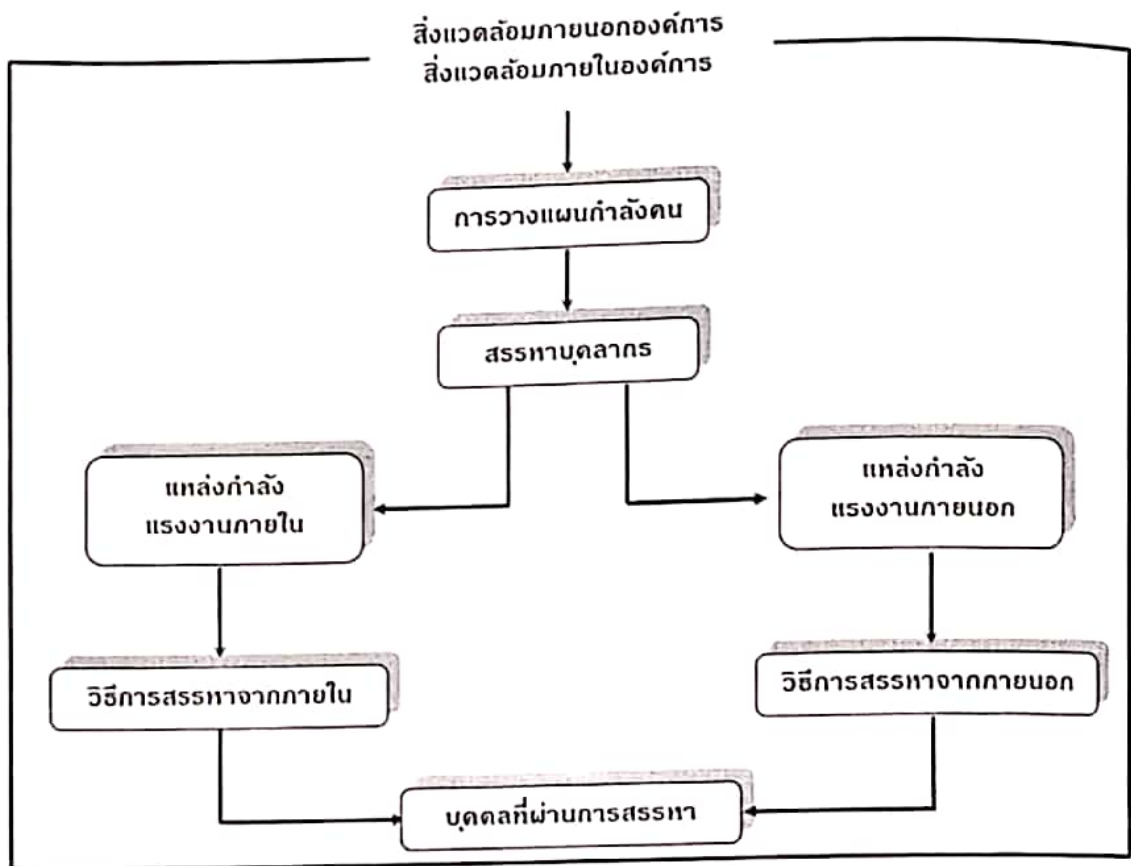 สิ่งแวดล้อมภายนอกองค์การ
สิ่งแวดล้อมภายในองค์การ
การวางแผนกำลังคน
สรรหาบุคลากร
แหล่งกำลัง
แรงงานภายใน
แหล่งกำลัง
แรงงานภายนอก
วิธีการสรรหาจากภายใน
วิธีการสรรหาจากภายนอก
บุคคลที่ผ่านการสรรหา